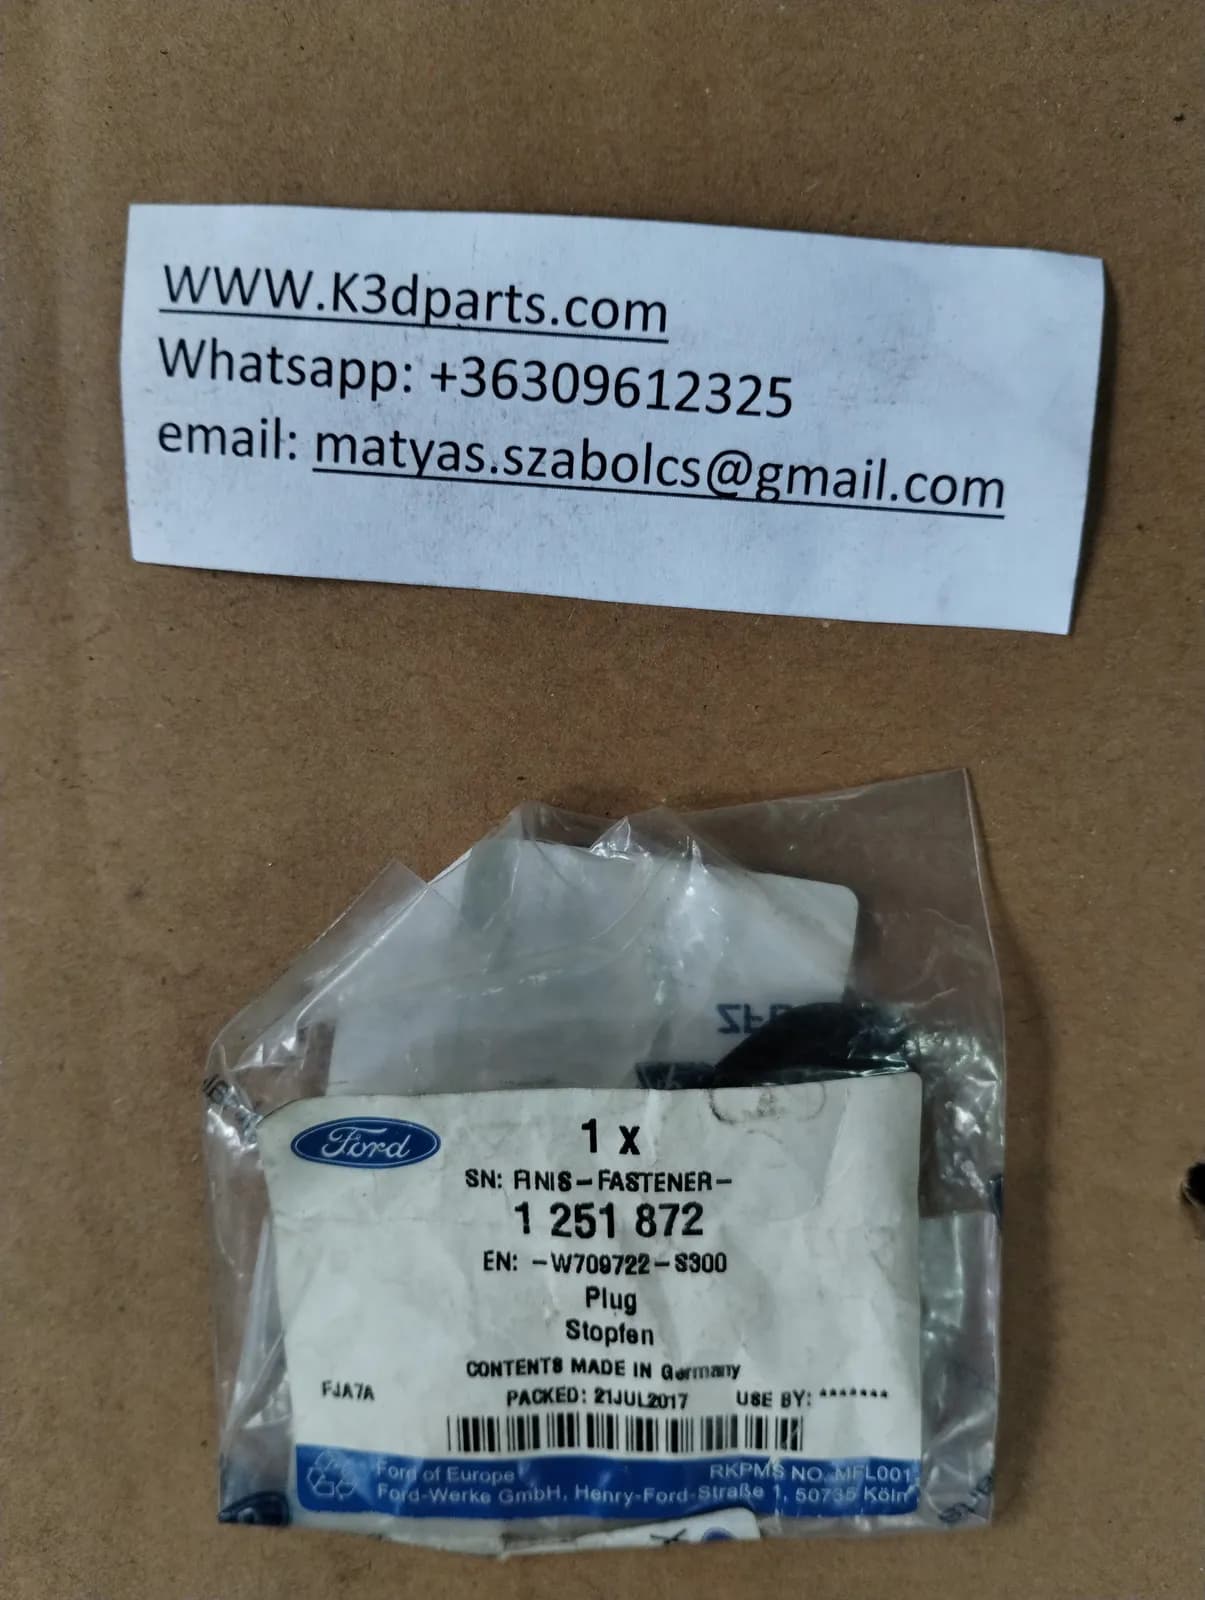 WWW.K3dparts.com
Whatsapp: +36309612325
email: matyas.szabolcs@gmail.com
Ford
1 x
SN: FINIS-FASTENER-
1 251 872
EN: -W709722-S300
Plug
Stopfen
CONTENTS MADE IN Germany
FJA7A
PACKED: 21JUL2017 USE BY: *******
Ford of Europe RKPMS NO. MFL001
Ford-Werke GmbH, Henry-Ford-Straße 1, 50735 Köln